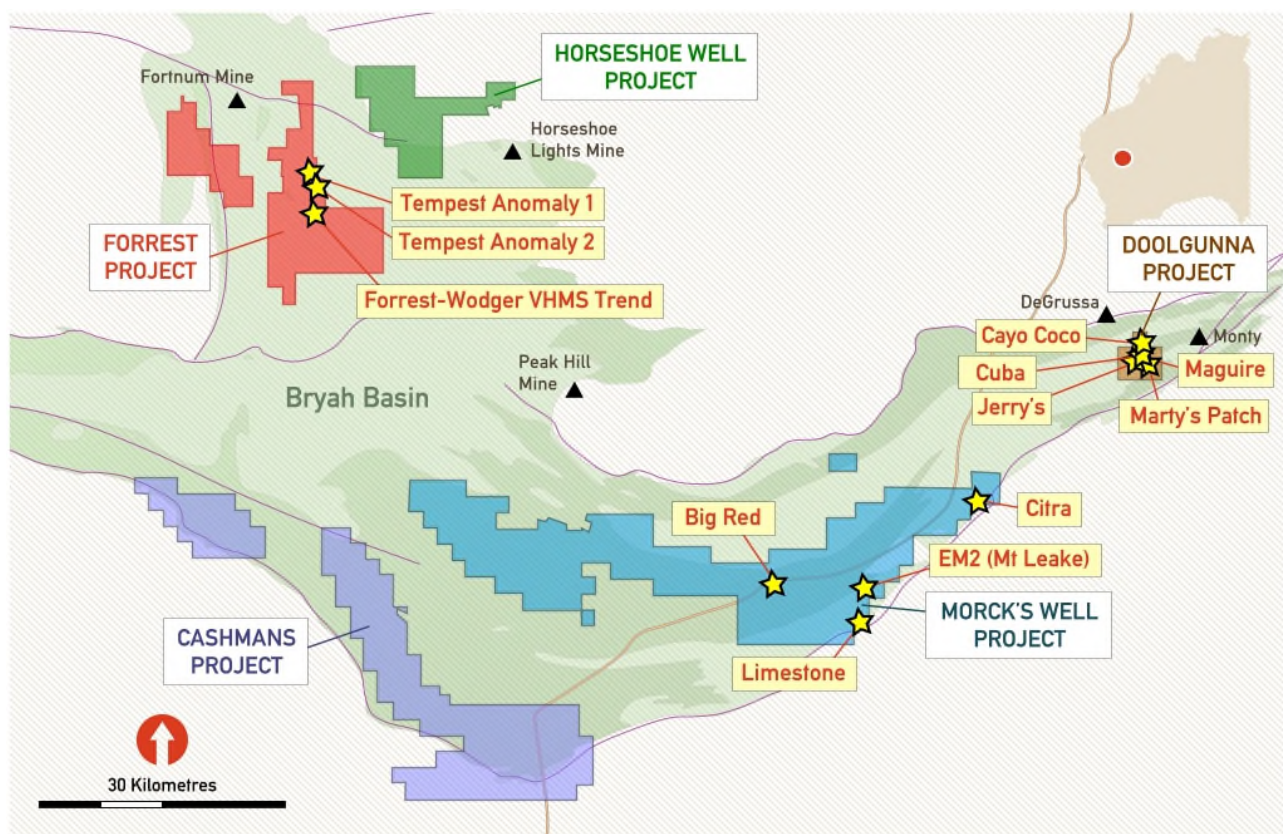 HORSESHOE WELL
PROJECT
Fortnum Mine
Horseshoe
Lights Mine
Tempest Anomaly 1
Tempest Anomaly 2
FORREST
PROJECT
Forrest-Wodger VHMS Trend
DOOLGUNNA
PROJECT
DeGrussa
Cayo Coco
Monty
Cuba
Maguire
Jerry's
Marty's Patch
Peak Hill
Mine
Bryah Basin
Big Red
Citra
EM2 (Mt Leake)
MORCK'S WELL
PROJECT
CASHMANS
PROJECT
Limestone
30 Kilometres